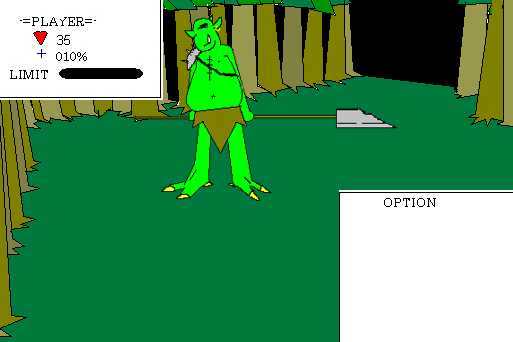 -=PLAYER=-
35
010%
LIMIT
OPTION